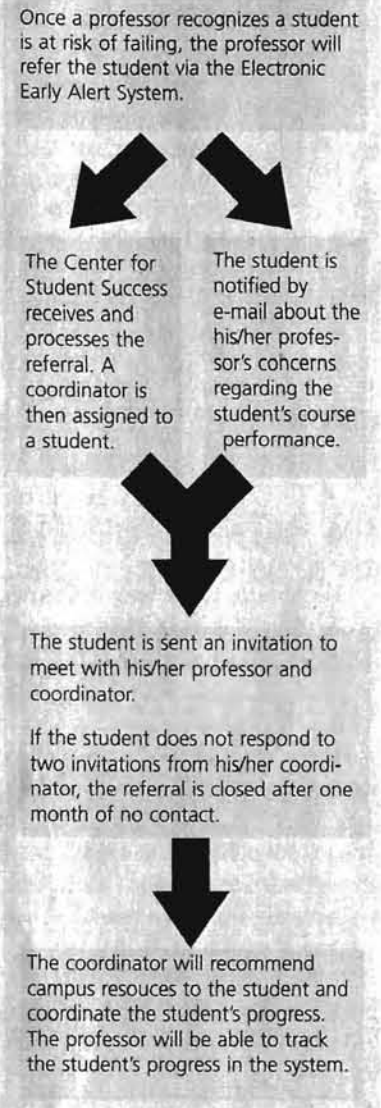 Once a professor recognizes a student
is at risk of failing, the professor will
refer the student via the Electronic
Early Alert System.
The Center for
Student Success
receives and
processes the
referral. A
coordinator is
then assigned to
a student.
The student is
notified by
e-mail about the
his/her profes-
sor's concerns
regarding the
student's course
performance.
The student is sent an invitation to
meet with his/her professor and
coordinator.
If the student does not respond to
two invitations from his/her coordi-
nator, the referral is closed after one
month of no contact.
The coordinator will recommend
campus resouces to the student and
coordinate the student's progress.
The professor will be able to track
the student's progress in the system.